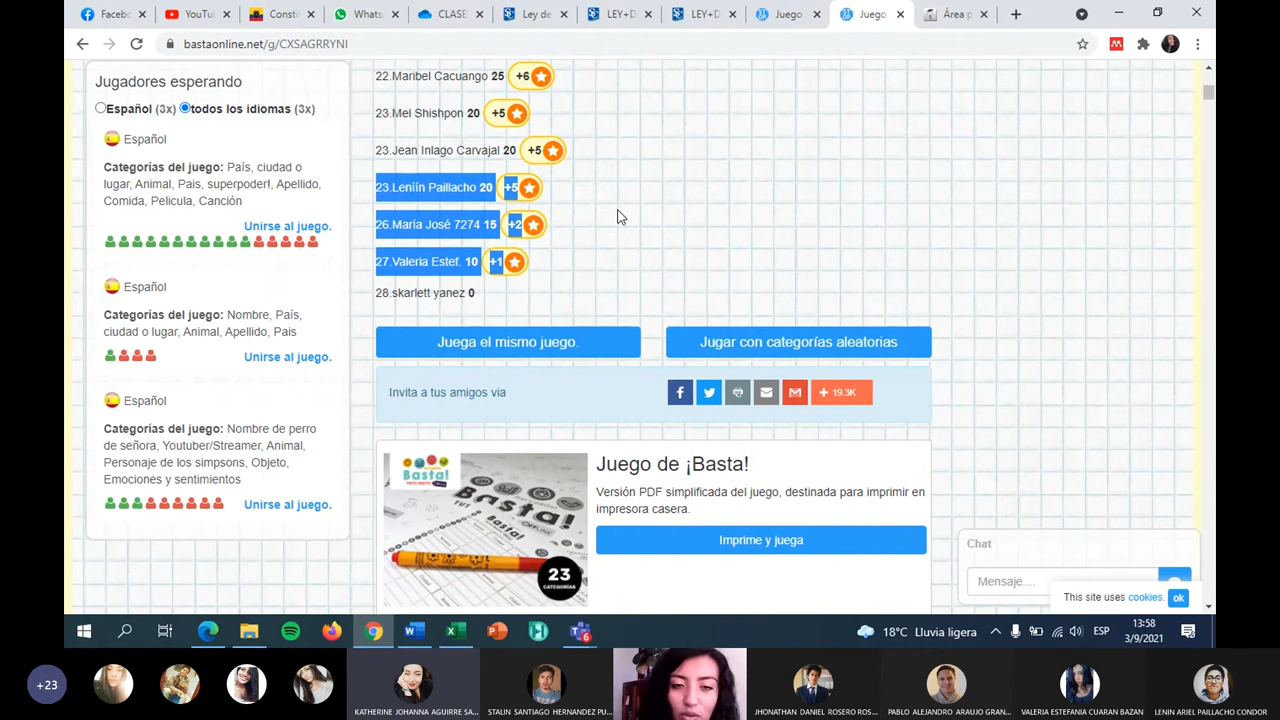 Facebo
YouTu
Consti
Whats
CLASE
Ley de
LEY+D
LEY+D
Juego
Juego
Área p
bastaonline.net/g/CXSAGRRYNI
Jugadores esperando
Español (3x) todos los idiomas (3x)
Español
Categorías del juego: País, ciudad o
lugar, Animal, Pais, superpoder!, Apellido,
Comida, Pelicula, Canción
Unirse al juego.
Español
Categorías del juego: Nombre, País,
ciudad o lugar, Animal, Apellido, Pais
Unirse al juego.
Español
Categorías del juego: Nombre de perro
de señora, Youtuber/Streamer, Animal,
Personaje de los simpsons, Objeto,
Emociones y sentimientos
Unirse al juego.
22.Maribel Cacuango 25 +6
23.Mel Shishpon 20 +5
23.Jean Inlago Carvajal 20 +5
23.Leniín Paillacho 20 +5
26.María José 7274 15 +2
27.Valeria Estef. 10 +1
28.skarlett yanez 0
Juega el mismo juego.
Jugar con categorías aleatorias
Invita a tus amigos via
19.3K
Basta!
Basta!
OFFLINE
23
CATEGORÍAS
Juego de ¡Basta!
Versión PDF simplificada del juego, destinada para imprimir en
impresora casera.
Imprime y juega
Chat
Mensaje....
This site uses cookies. ok
6
18°C Lluvia ligera
ESP
13:58
3/9/2021
+23
KATHERINE JOHANNA AGUIRRE SA...
STALIN SANTIAGO HERNANDEZ PU...
JHONATHAN DANIEL ROSERO ROS...
PABLO ALEJANDRO ARAUJO GRAN...
VALERIA ESTEFANIA CUARAN BAZAN
LENIN ARIEL PAILLACHO CONDOR